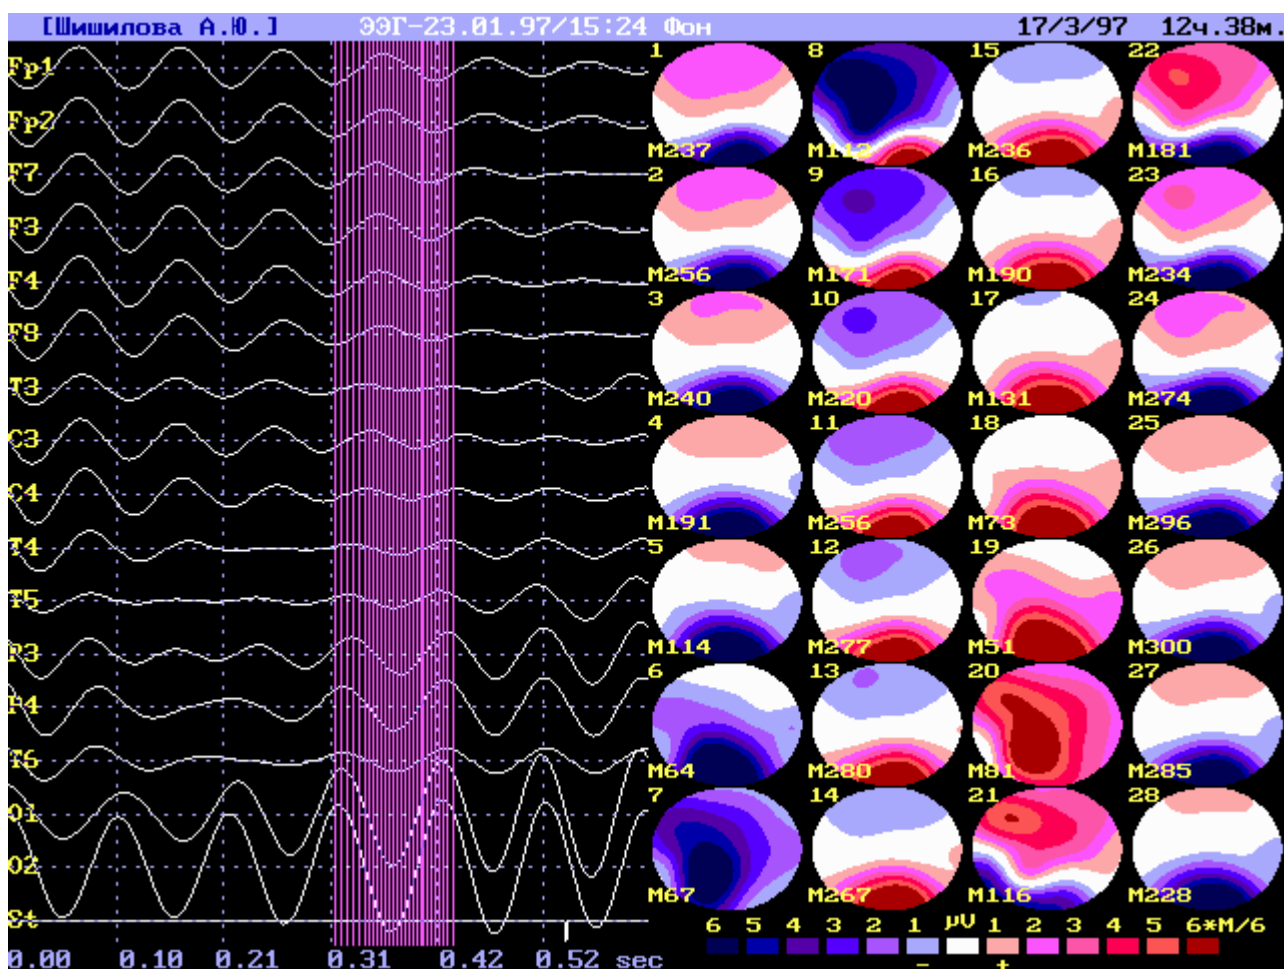 [Шишилова А.Ю.] ЭЭГ-23.01.97/15:24 Фон 17/3/97 12ч.38м.
Fp1
Fp2
F7
F3
F4
F8
T3
C3
C4
T4
T5
P3
P4
T6
O1
O2
St
0.00 0.10 0.21 0.31 0.42 0.52 sec
1 8 15 22
M237 M112 M236 M181
2 9 16 23
M256 M171 M190 M234
3 10 17 24
M240 M220 M131 M274
4 11 18 25
M191 M256 M73 M296
5 12 19 26
M114 M277 M51 M300
6 13 20 27
M64 M280 M81 M285
7 14 21 28
M67 M267 M116 M228
6 5 4 3 2 1 µV 1 2 3 4 5 6*M/6
- +